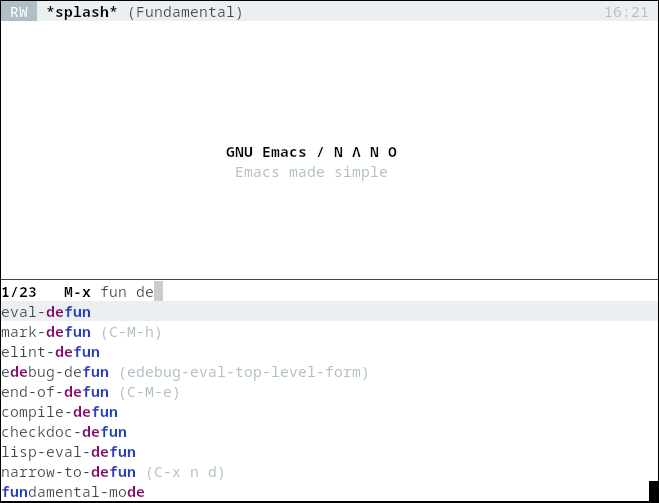 RW *splash* (Fundamental) 16:21
GNU Emacs / N Λ N O
Emacs made simple
1/23 M-x fun de
eval-defun
mark-defun (C-M-h)
elint-defun
edebug-defun (edebug-eval-top-level-form)
end-of-defun (C-M-e)
compile-defun
checkdoc-defun
lisp-eval-defun
narrow-to-defun (C-x n d)
fundamental-mode